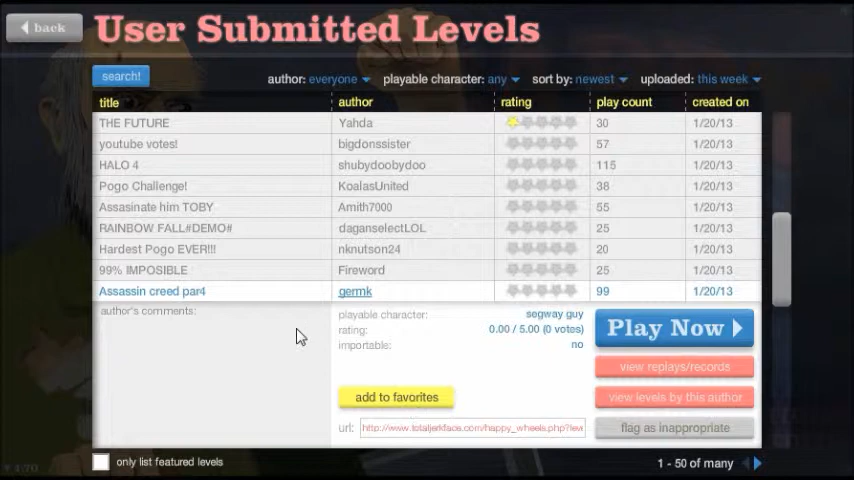 back
User Submitted Levels
search!
author: everyone playable character: any sort by: newest uploaded: this week
title author rating play count created on
THE FUTURE Yahda 30 1/20/13
youtube votes! bigdonssister 57 1/20/13
HALO 4 shubydoobydoo 115 1/20/13
Pogo Challenge! KoalasUnited 38 1/20/13
Assasinate him TOBY Amith7000 55 1/20/13
RAINBOW FALL#DEMO# daganselectLOL 25 1/20/13
Hardest Pogo EVER!!! nknutson24 20 1/20/13
99% IMPOSIBLE Fireword 25 1/20/13
Assassin creed par4 germk 99 1/20/13
author's comments:
playable character: segway guy
rating: 0.00 / 5.00 (0 votes)
importable: no
Play Now
view replays/records
add to favorites
view levels by this author
url: http://www.totaljerkface.com/happy_wheels.php?leve
flag as inappropriate
only list featured levels
1 - 50 of many
v 1.70